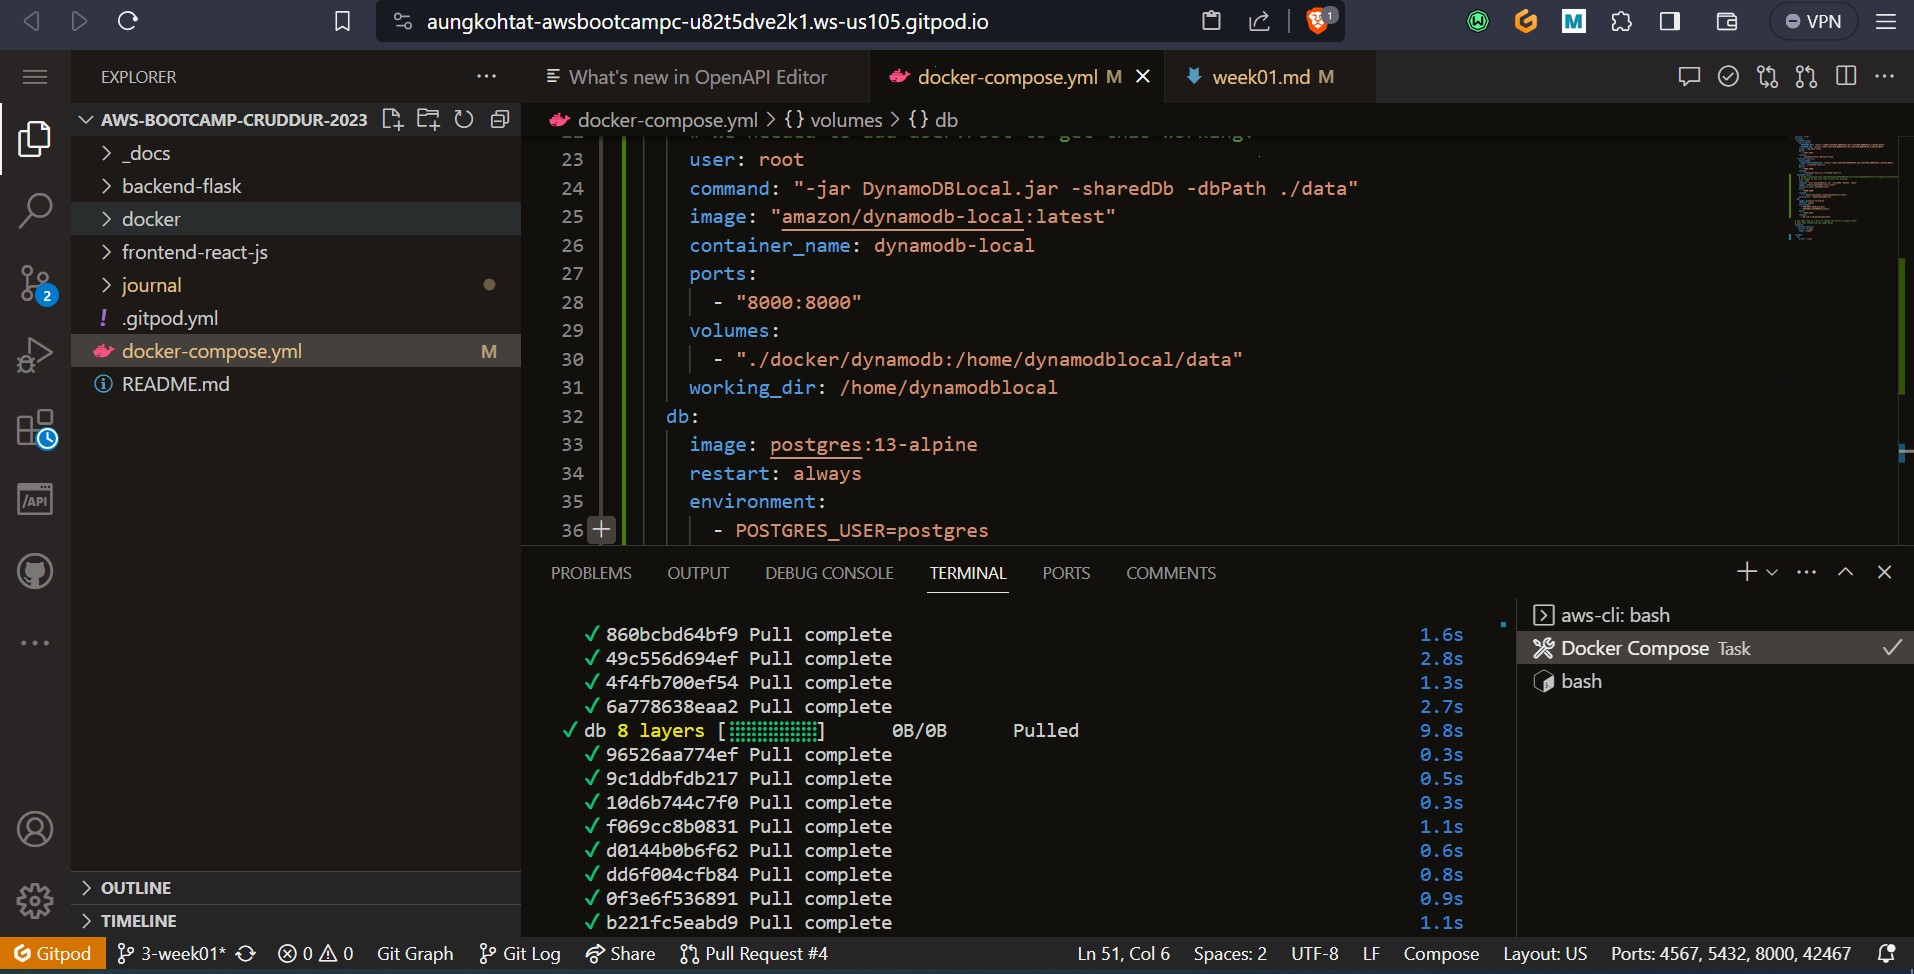 aungkohtat-awsbootcampc-u82t5dve2k1.ws-us105.gitpod.io
1
M
VPN
EXPLORER
What's new in OpenAPI Editor
docker-compose.yml M
week01.md M
AWS-BOOTCAMP-CRUDDUR-2023
_docs
backend-flask
docker
frontend-react-js
journal
! .gitpod.yml
docker-compose.yml M
README.md
2
/API
OUTLINE
TIMELINE
docker-compose.yml > {} volumes > {} db
23 user: root
24 command: "-jar DynamoDBLocal.jar -sharedDb -dbPath ./data"
25 image: "amazon/dynamodb-local:latest"
26 container_name: dynamodb-local
27 ports:
28 - "8000:8000"
29 volumes:
30 - "./docker/dynamodb:/home/dynamodblocal/data"
31 working_dir: /home/dynamodblocal
32 db:
33 image: postgres:13-alpine
34 restart: always
35 environment:
36 - POSTGRES_USER=postgres
PROBLEMS OUTPUT DEBUG CONSOLE TERMINAL PORTS COMMENTS
✓ 860bcbd64bf9 Pull complete 1.6s
✓ 49c556d694ef Pull complete 2.8s
✓ 4f4fb700ef54 Pull complete 1.3s
✓ 6a778638eaa2 Pull complete 2.7s
✓ db 8 layers [⣿⣿⣿⣿⣿⣿⣿⣿] 0B/0B Pulled 9.8s
✓ 96526aa774ef Pull complete 0.3s
✓ 9c1ddbfdb217 Pull complete 0.5s
✓ 10d6b744c7f0 Pull complete 0.3s
✓ f069cc8b0831 Pull complete 1.1s
✓ d0144b0b6f62 Pull complete 0.6s
✓ dd6f004cfb84 Pull complete 0.8s
✓ 0f3e6f536891 Pull complete 0.9s
✓ b221fc5eabd9 Pull complete 1.1s
aws-cli: bash
Docker Compose Task
bash
Gitpod 3-week01* 0 0 Git Graph Git Log Share Pull Request #4 Ln 51, Col 6 Spaces: 2 UTF-8 LF Compose Layout: US Ports: 4567, 5432, 8000, 42467